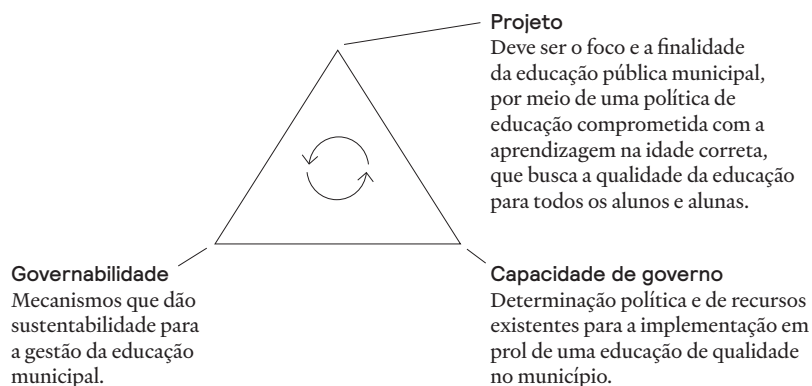 Projeto
Deve ser o foco e a finalidade
da educação pública municipal,
por meio de uma política de
educação comprometida com a
aprendizagem na idade correta,
que busca a qualidade da educação
para todos os alunos e alunas.
Governabilidade
Mecanismos que dão
sustentabilidade para
a gestão da educação
municipal.
Capacidade de governo
Determinação política e de recursos
existentes para a implementação em
prol de uma educação de qualidade
no município.